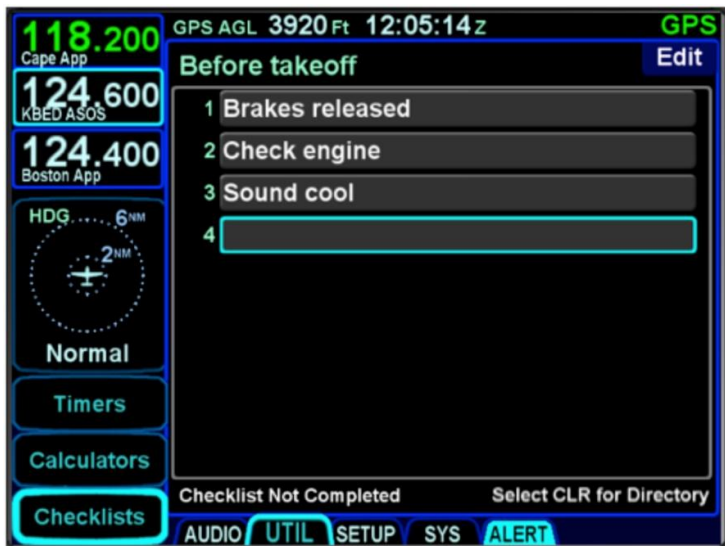 118.200
Cape App
124.600
KBED ASOS
124.400
Boston App
HDG 6NM
2NM
Normal
Timers
Calculators
Checklists
GPS AGL 3920 Ft 12:05:14 Z GPS
Before takeoff Edit
1 Brakes released
2 Check engine
3 Sound cool
4
Checklist Not Completed Select CLR for Directory
AUDIO UTIL SETUP SYS ALERT